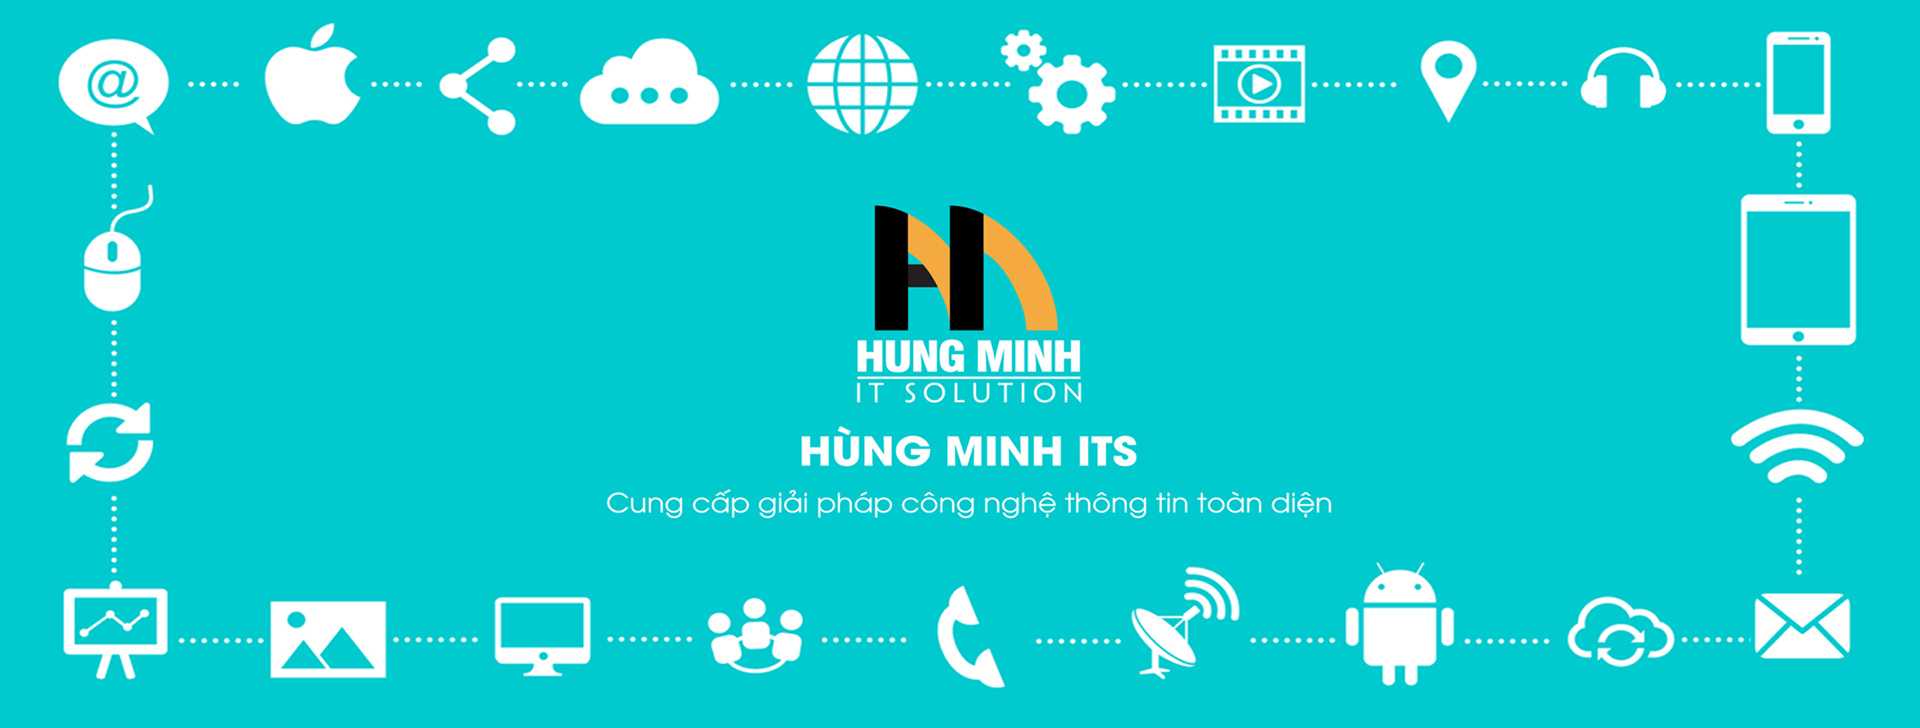 @
HUNG MINH
IT SOLUTION
HÙNG MINH ITS
Cung cấp giải pháp công nghệ thông tin toàn diện